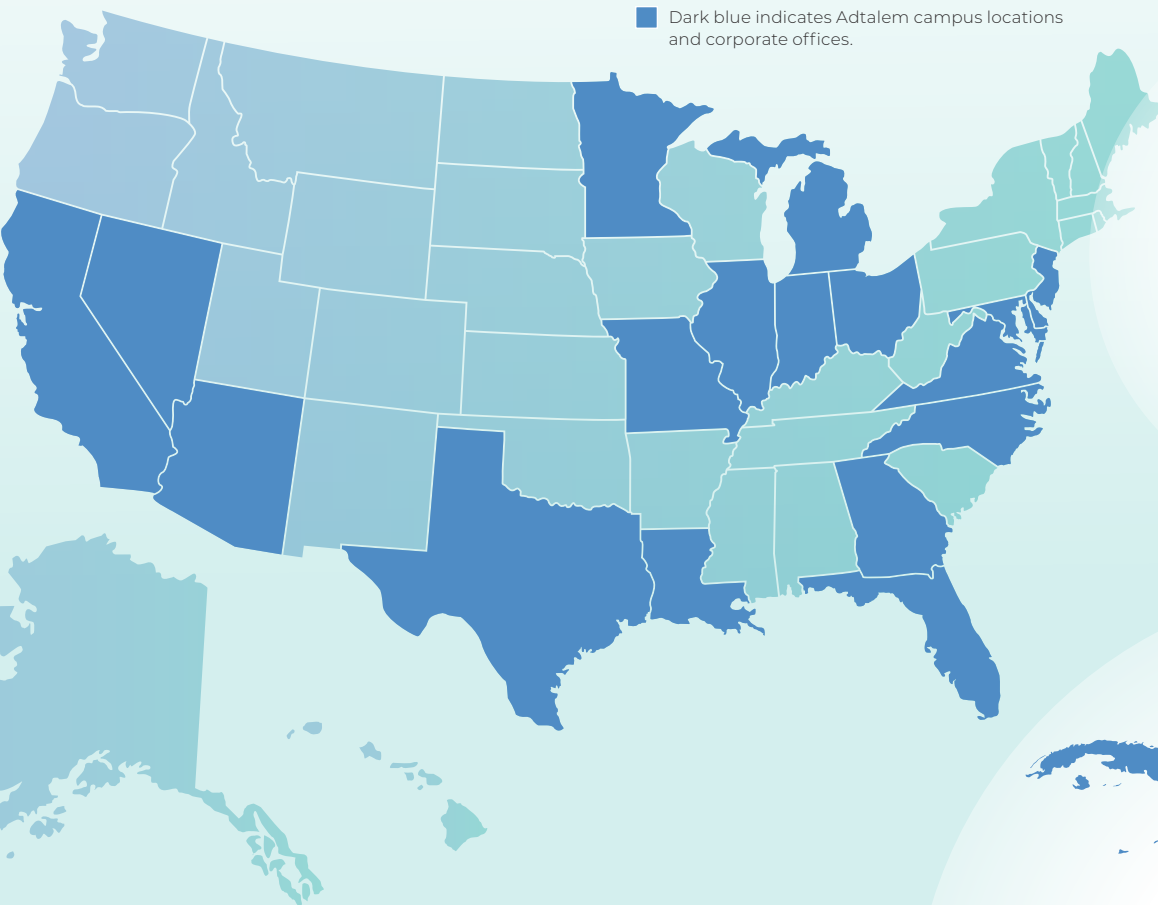 Dark blue indicates Adtalem campus locations
and corporate offices.